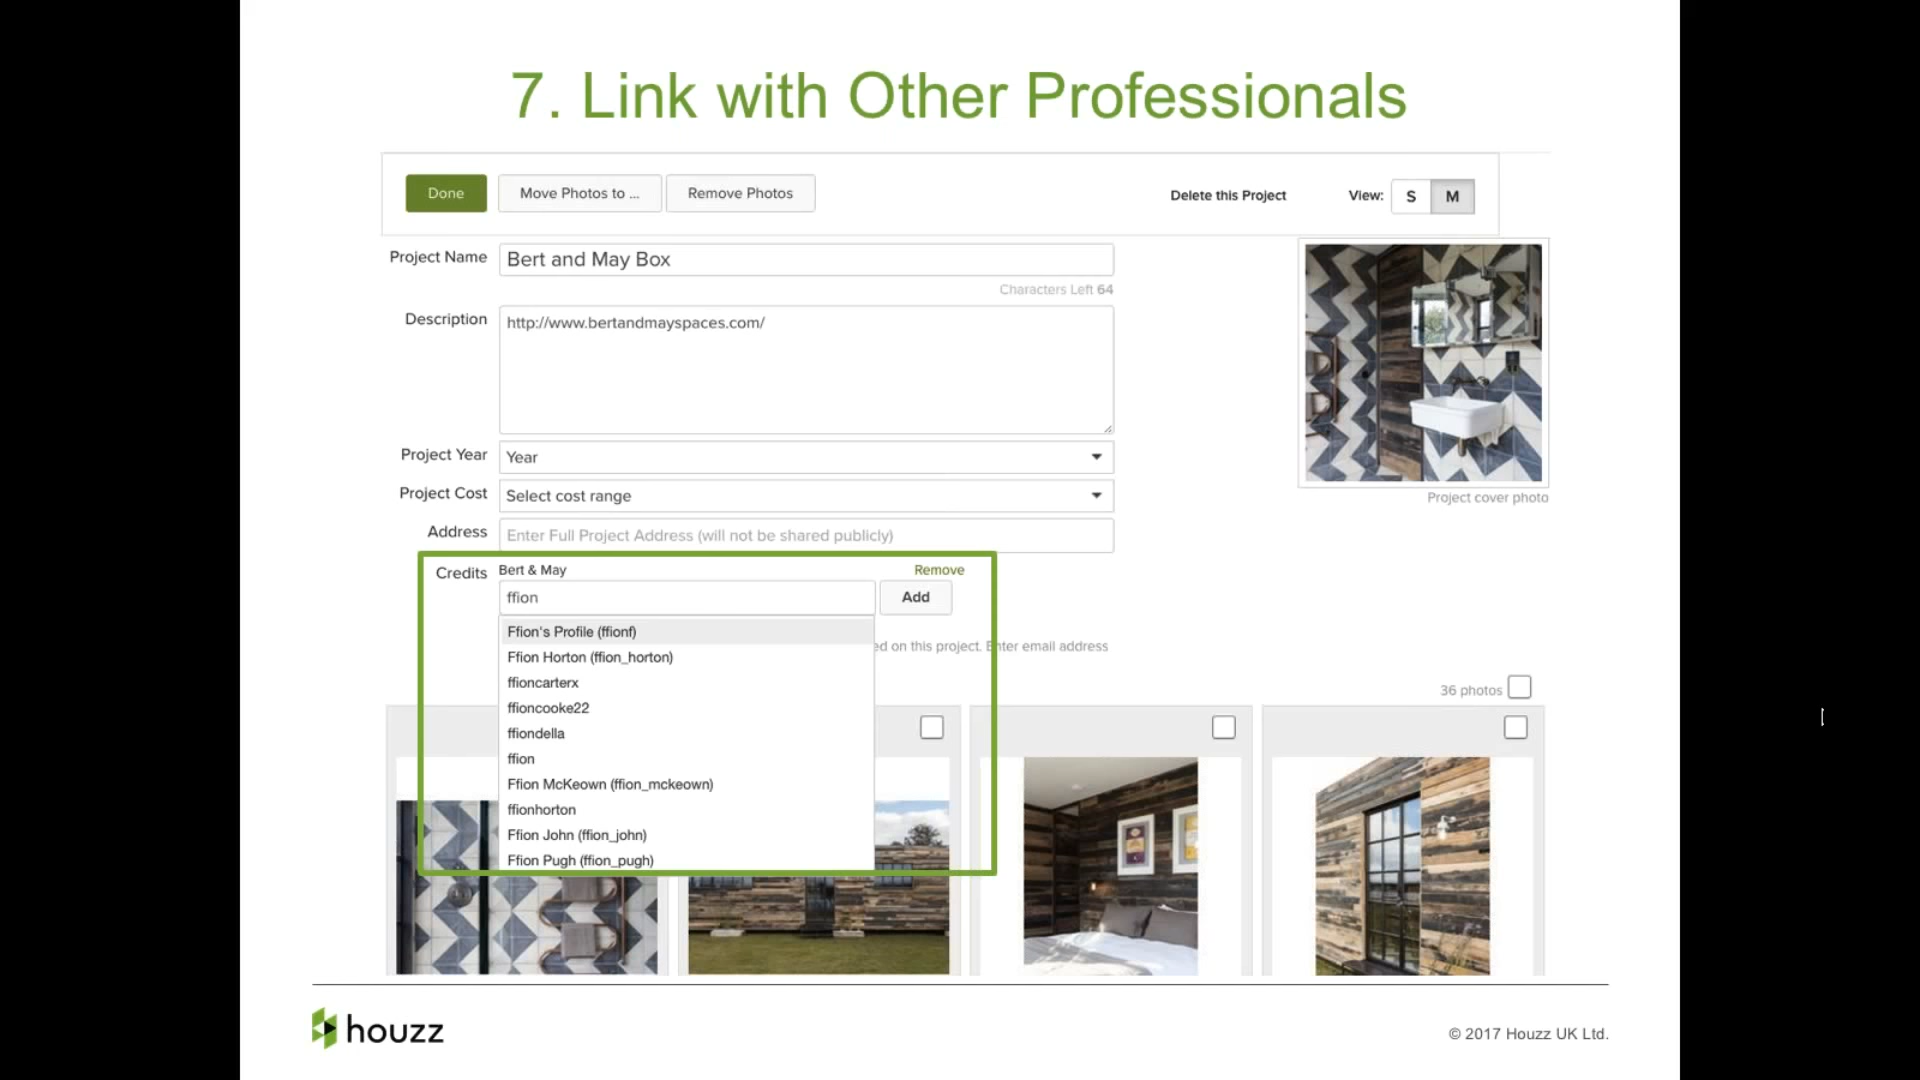 7. Link with Other Professionals
Done Move Photos to ... Remove Photos Delete this Project View: S M
Project Name Bert and May Box
Characters Left 64
Description http://www.bertandmayspaces.com/
Project cover photo
Project Year Year
Project Cost Select cost range
Address Enter Full Project Address (will not be shared publicly)
Credits Bert & May Remove
ffion Add
Ffion's Profile (ffionf)
on this project. Enter email address
Ffion Horton (ffion_horton)
ffioncarterx
36 photos
ffioncooke22
ffiondella
ffion
Ffion McKeown (ffion_mckeown)
ffionhorton
Ffion John (ffion_john)
Ffion Pugh (ffion_pugh)
houzz
© 2017 Houzz UK Ltd.